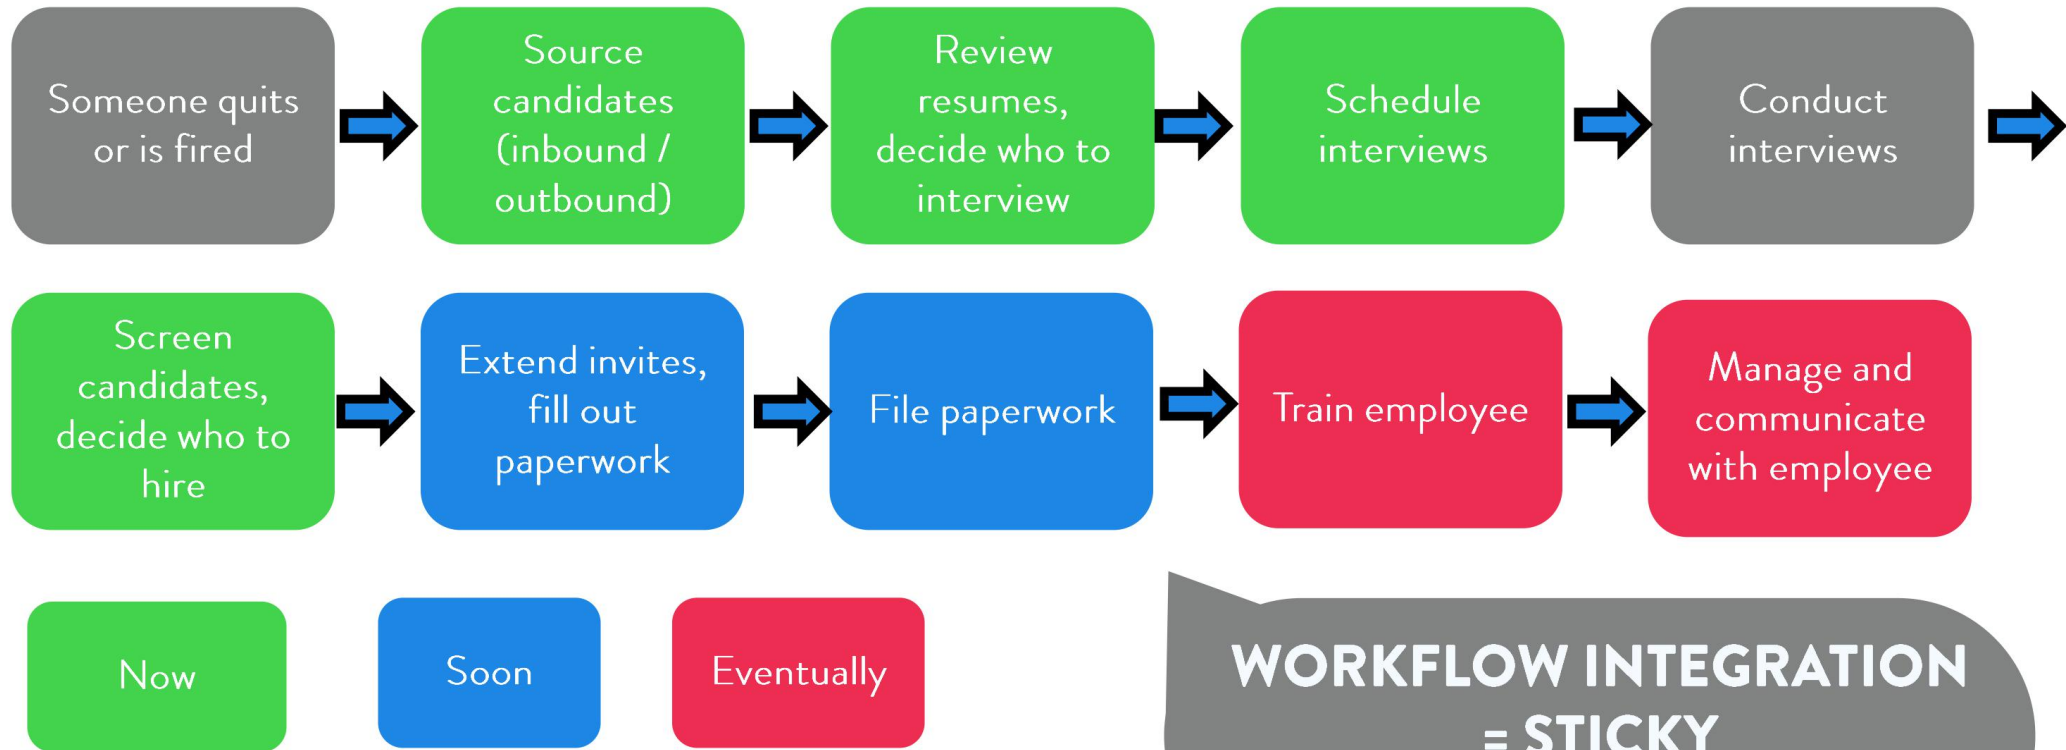 Someone quits
or is fired
Source
candidates
(inbound /
outbound)
Review
resumes,
decide who to
interview
Schedule
interviews
Conduct
interviews
Screen
candidates,
decide who to
hire
Extend invites,
fill out
paperwork
File paperwork
Train employee
Manage and
communicate
with employee
Now
Soon
Eventually
WORKFLOW INTEGRATION
= STICKY